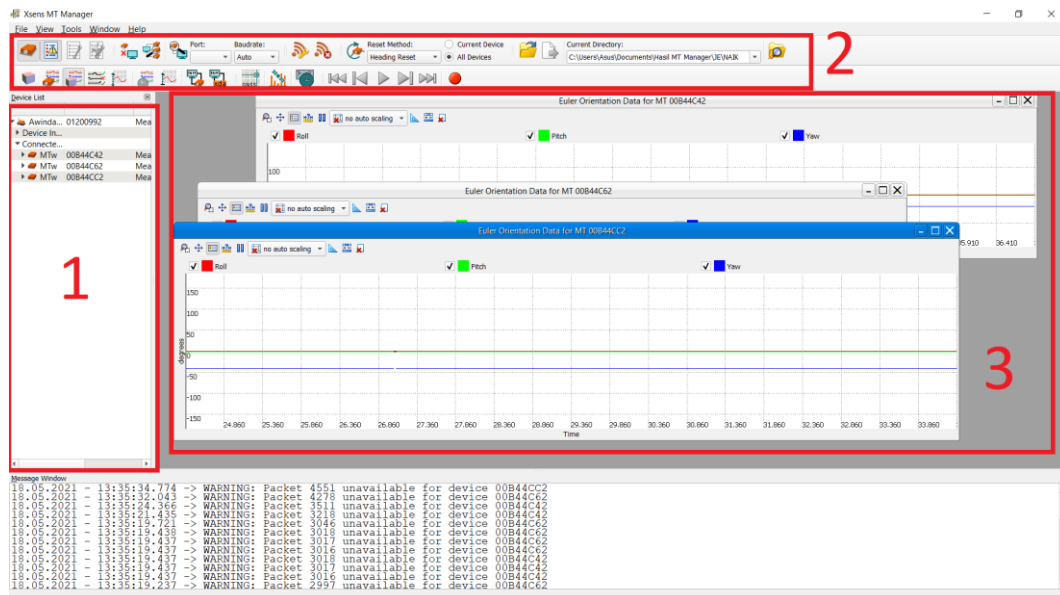 Xsens MT Manager
File View Tools Window Help
Port: Baudrate: Reset Method: Current Device Current Directory:
Auto Heading Reset All Devices C:\Users\Asus\Documents\Hasil MT Manager\JE\NAIK
2
Device List
Awinda... 01200992 Mea
Device In...
Connecte...
MTw 00B44C42 Mea
MTw 00B44C62 Mea
MTw 00B44CC2 Mea
1
Euler Orientation Data for MT 00B44C42
no auto scaling
Roll Pitch Yaw
100
35.910 36.410
Euler Orientation Data for MT 00B44C62
no auto scaling
Euler Orientation Data for MT 00B44CC2
no auto scaling
Roll Pitch Yaw
150
100
50
0
-50
-100
-150
degrees
24.860 25.360 25.860 26.360 26.860 27.360 27.860 28.360 28.860 29.360 29.860 30.360 30.860 31.360 31.860 32.360 32.860 33.360 33.860
Time
3
Message Window
18.05.2021 - 13:35:34.774 -> WARNING: Packet 4551 unavailable for device 00B44CC2
18.05.2021 - 13:35:32.043 -> WARNING: Packet 4278 unavailable for device 00B44C62
18.05.2021 - 13:35:24.366 -> WARNING: Packet 3511 unavailable for device 00B44C42
18.05.2021 - 13:35:21.435 -> WARNING: Packet 3218 unavailable for device 00B44C42
18.05.2021 - 13:35:19.721 -> WARNING: Packet 3046 unavailable for device 00B44C62
18.05.2021 - 13:35:19.438 -> WARNING: Packet 3018 unavailable for device 00B44C62
18.05.2021 - 13:35:19.437 -> WARNING: Packet 3017 unavailable for device 00B44C62
18.05.2021 - 13:35:19.437 -> WARNING: Packet 3016 unavailable for device 00B44C62
18.05.2021 - 13:35:19.437 -> WARNING: Packet 3018 unavailable for device 00B44C42
18.05.2021 - 13:35:19.437 -> WARNING: Packet 3017 unavailable for device 00B44C42
18.05.2021 - 13:35:19.437 -> WARNING: Packet 3016 unavailable for device 00B44C42
18.05.2021 - 13:35:19.237 -> WARNING: Packet 2997 unavailable for device 00B44C62